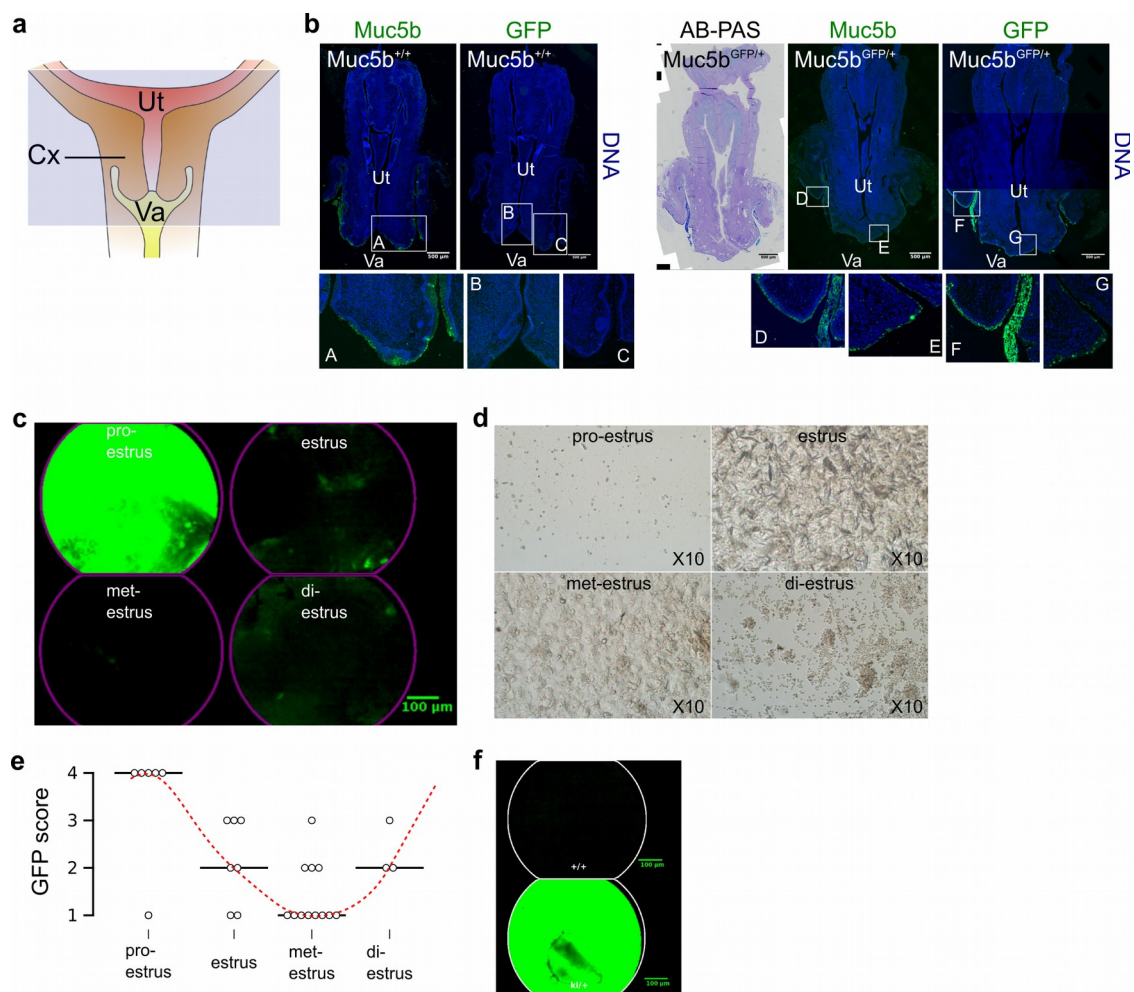 a
Ut
Cx
Va
b
Muc5b
GFP
Muc5b+/+
Muc5b+/+
DNA
Ut
Ut
A
B
C
Va
Va
500 µm
500 µm
A
B
C
AB-PAS
Muc5b
GFP
Muc5bGFP/+
Muc5bGFP/+
Muc5bGFP/+
DNA
Ut
Ut
D
E
F
G
Va
Va
500 µm
500 µm
500 µm
D
E
F
G
c
pro-
estrus
estrus
met-
estrus
di-
estrus
100 µm
d
pro-estrus
estrus
X10
X10
met-estrus
di-estrus
X10
X10
e
GFP score
4
3
2
1
pro-
estrus
estrus
met-
estrus
di-
estrus
f
+/+
100 µm
ki/+
100 µm